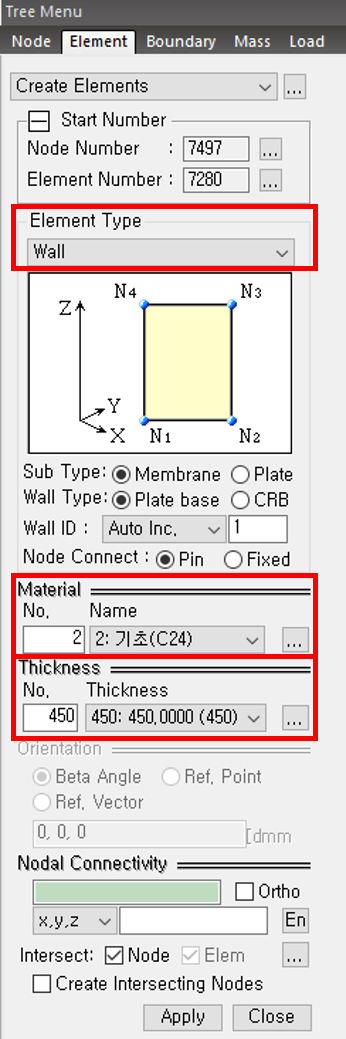 Tree Menu
Node Element Boundary Mass Load
Create Elements ...
Start Number
Node Number : 7497 ...
Element Number : 7280 ...
Element Type
Wall
N4 N3
Z
Y
X N1 N2
Sub Type: Membrane Plate
Wall Type: Plate base CRB
Wall ID : Auto Inc, 1
Node Connect : Pin Fixed
Material
No, Name
2 2: 기초(C24) ...
Thickness
No, Thickness
450 450: 450,0000 (450) ...
Orientation
Beta Angle Ref, Point
Ref, Vector
0, 0, 0 [dmm
Nodal Connectivity
Ortho
x,y,z En
Intersect: Node Elem ...
Create Intersecting Nodes
Apply Close